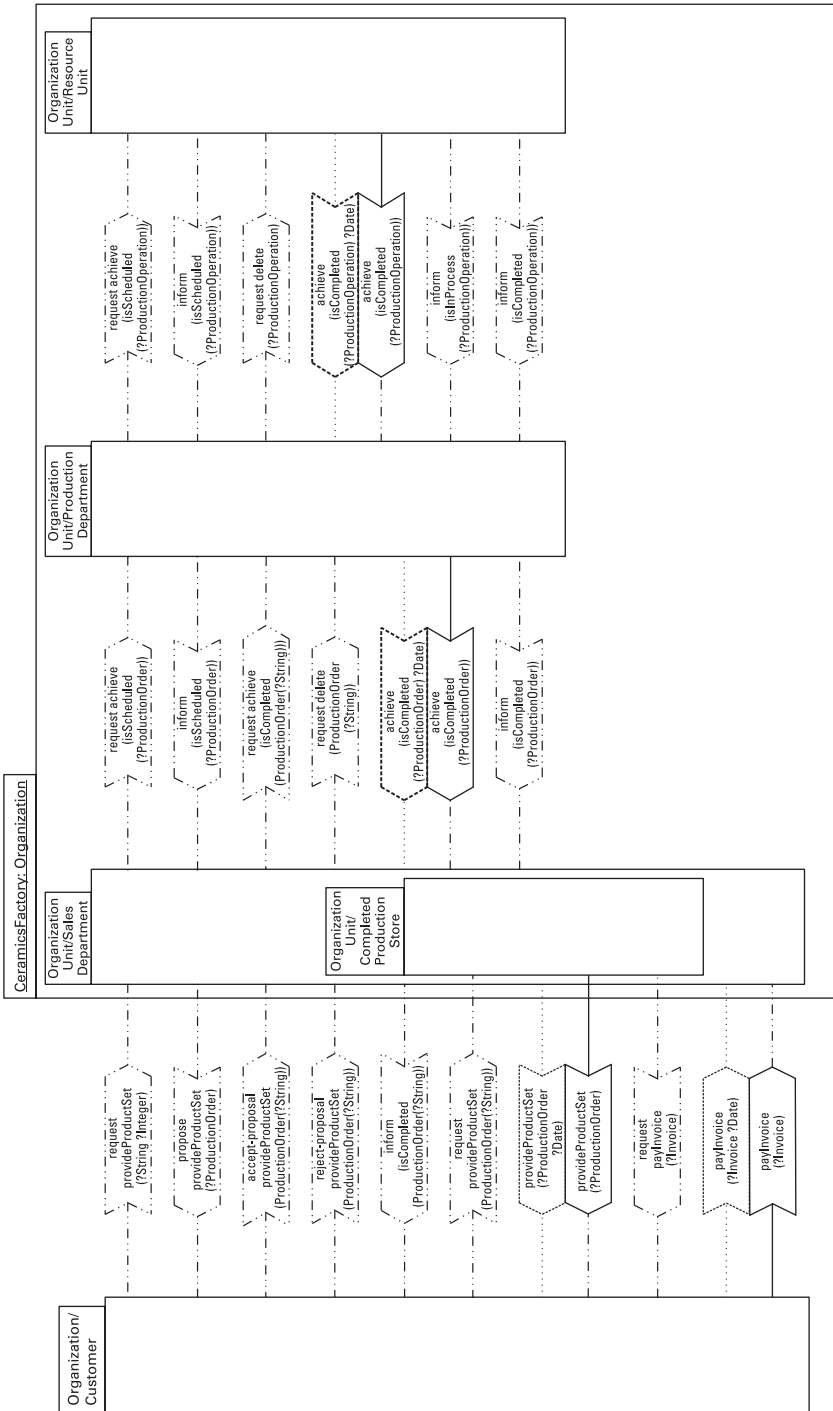 CeramicsFactory: Organization
Organization
Unit/Resource
Unit
request achieve
(isScheduled
(?ProductionOperation))
inform
(isScheduled
(?ProductionOperation))
request delete
(?ProductionOperation)
achieve
(isCompleted
(?ProductionOperation) ?Date)
achieve
(isCompleted
(?ProductionOperation))
inform
(isInProcess
(?ProductionOperation))
inform
(isCompleted
(?ProductionOperation))
Organization
Unit/Production
Department
request achieve
(isScheduled
(?ProductionOrder))
inform
(isScheduled
(?ProductionOrder))
request achieve
(isCompleted
(ProductionOrder(?String)))
request delete
(ProductionOrder
(?String))
achieve
(isCompleted
(?ProductionOrder) ?Date)
achieve
(isCompleted
(?ProductionOrder))
inform
(isCompleted
(?ProductionOrder))
Organization
Unit/Sales
Department
Organization
Unit/
Completed
Production
Store
request
provideProductSet
(?String ?Integer)
propose
provideProductSet
(?ProductionOrder)
accept-proposal
provideProductSet
(ProductionOrder(?String))
reject-proposal
provideProductSet
(ProductionOrder(?String))
inform
(isCompleted
(ProductionOrder(?String))
request
provideProductSet
(ProductionOrder(?String))
provideProductSet
(?ProductionOrder
?Date)
provideProductSet
(?ProductionOrder)
request
payInvoice
(?Invoice)
payInvoice
(?Invoice ?Date)
payInvoice
(?Invoice)
Organization/
Customer